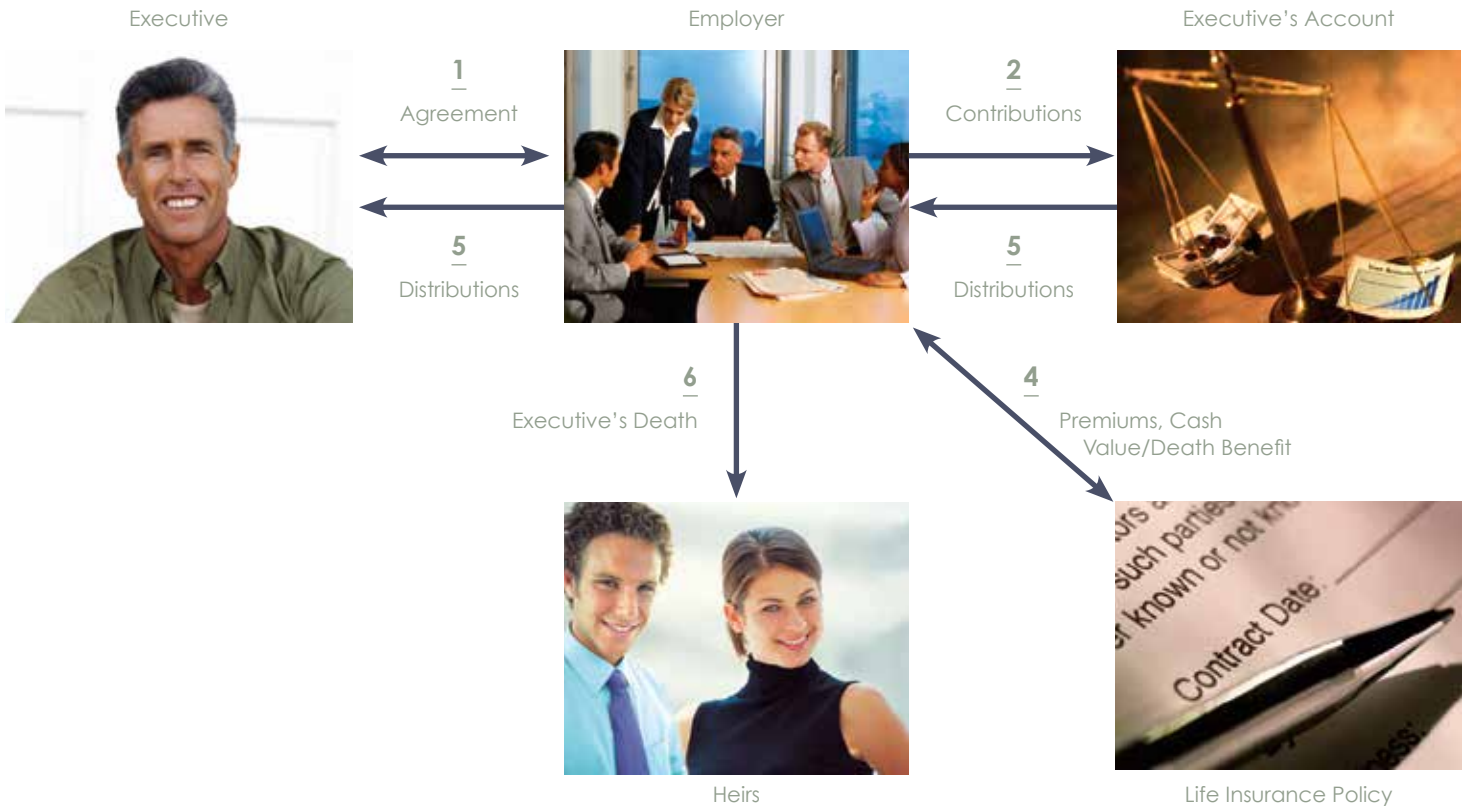 Executive
Employer
Executive's Account
1
Agreement
2
Contributions
5
Distributions
5
Distributions
6
Executive's Death
4
Premiums, Cash
Value/Death Benefit
such parties
known or not
Contract Date:
Heirs
Life Insurance Policy